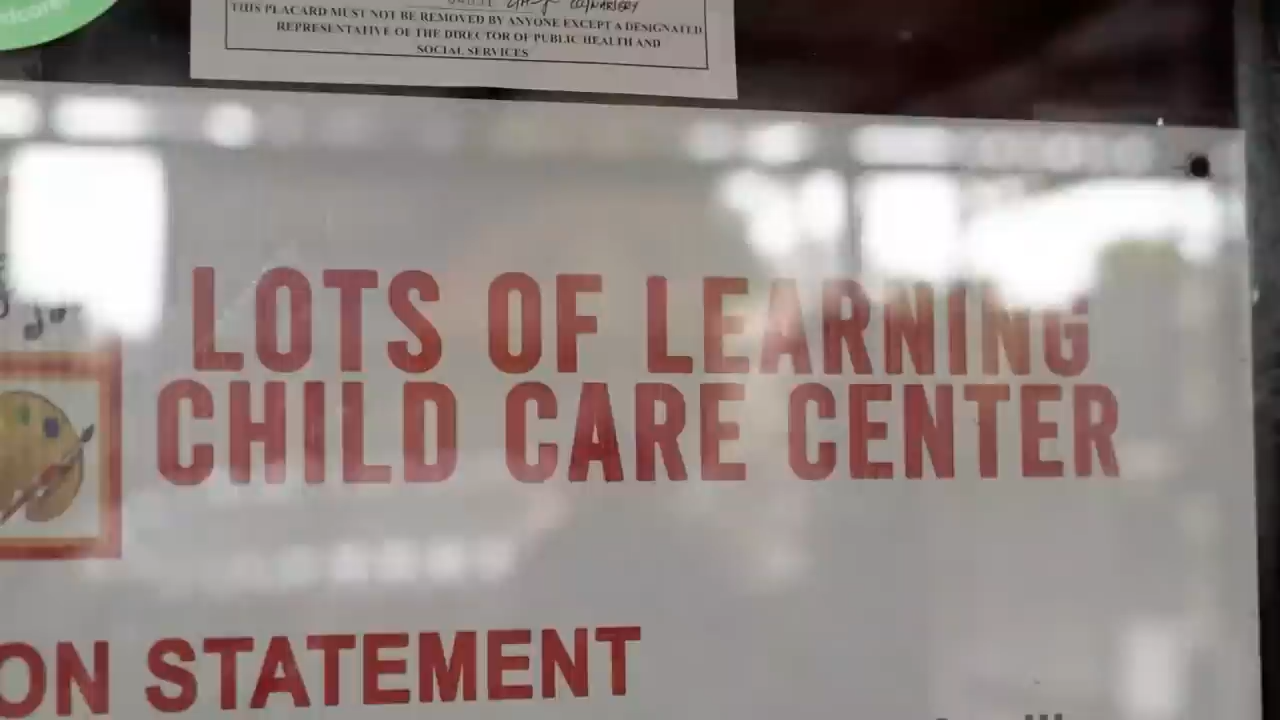 dcare!
THIS PLACARD MUST NOT BE REMOVED BY ANYONE EXCEPT A DESIGNATED
REPRESENTATIVE OF THE DIRECTOR OF PUBLIC HEALTH AND
SOCIAL SERVICES
LOTS OF LEARNING
CHILD CARE CENTER
ON STATEMENT